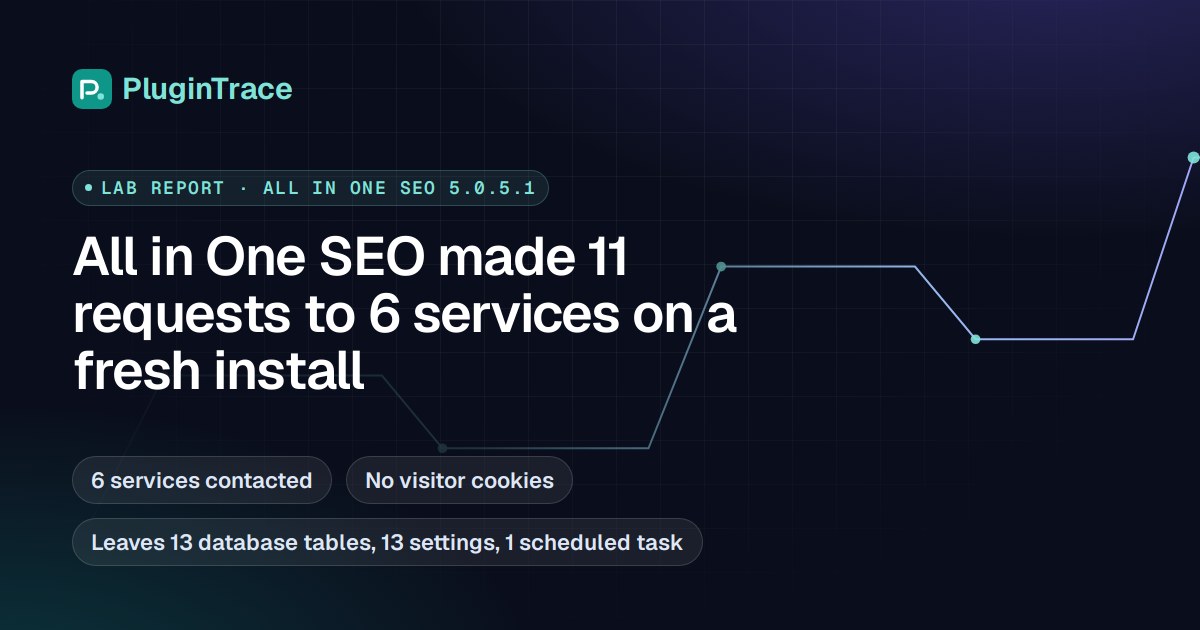 PluginTrace
LAB REPORT · ALL IN ONE SEO 5.0.5.1
All in One SEO made 11
requests to 6 services on a
fresh install
6 services contacted
No visitor cookies
Leaves 13 database tables, 13 settings, 1 scheduled task